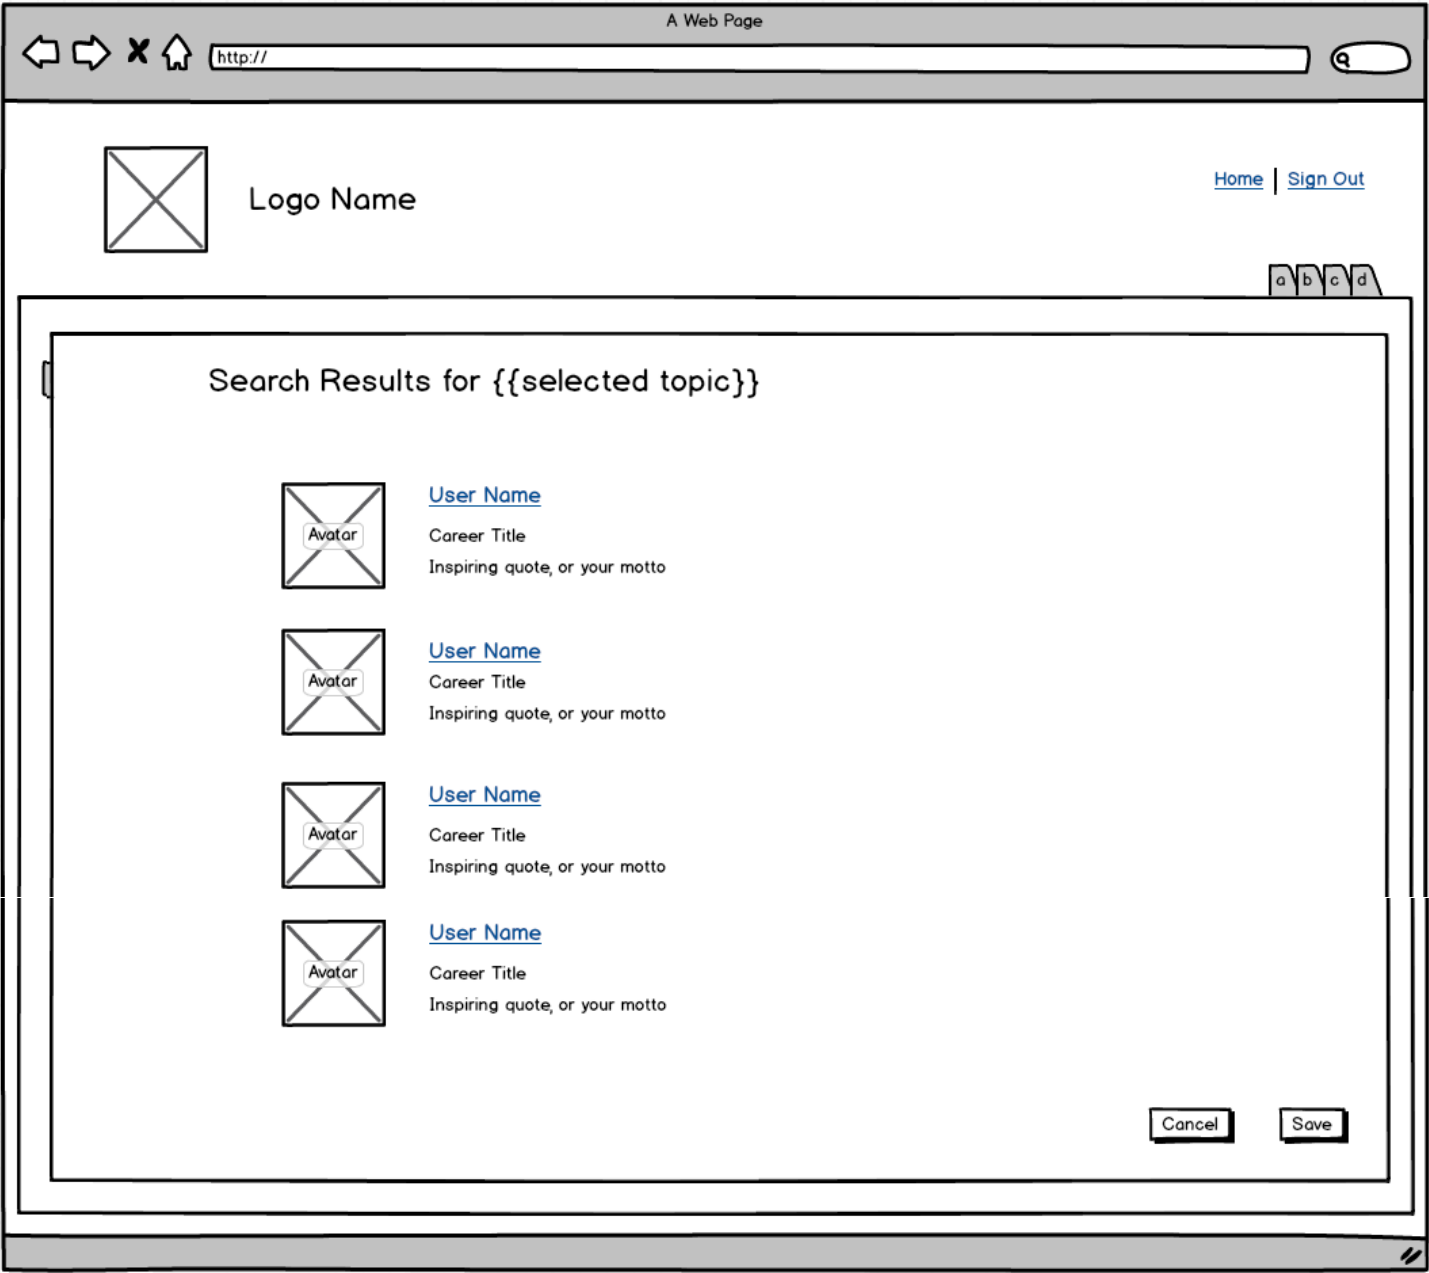 A Web Page
http://
Logo Name
Home | Sign Out
a b c d
Search Results for {{selected topic}}
Avatar
User Name
Career Title
Inspiring quote, or your motto
Avatar
User Name
Career Title
Inspiring quote, or your motto
Avatar
User Name
Career Title
Inspiring quote, or your motto
Avatar
User Name
Career Title
Inspiring quote, or your motto
Cancel Save